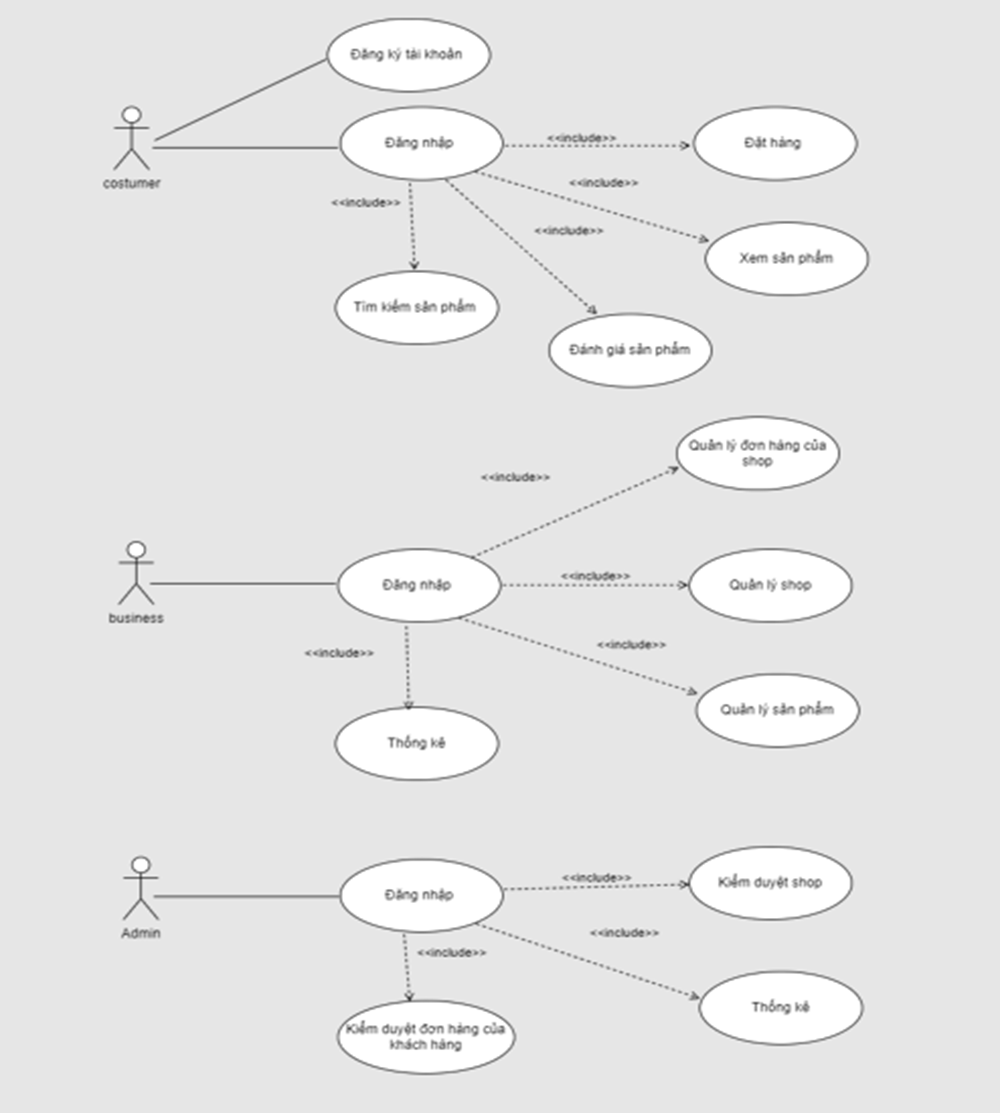 Đăng ký tài khoản
costumer
Đăng nhập
<<include>>
Đặt hàng
<<include>>
<<include>>
<<include>>
Xem sản phẩm
Tìm kiếm sản phẩm
Đánh giá sản phẩm
Quản lý đơn hàng của
shop
<<include>>
business
Đăng nhập
<<include>>
Quản lý shop
<<include>>
<<include>>
Quản lý sản phẩm
Thống kê
Admin
Đăng nhập
<<include>>
Kiểm duyệt shop
<<include>>
<<include>>
Thống kê
Kiểm duyệt đơn hàng của
khách hàng